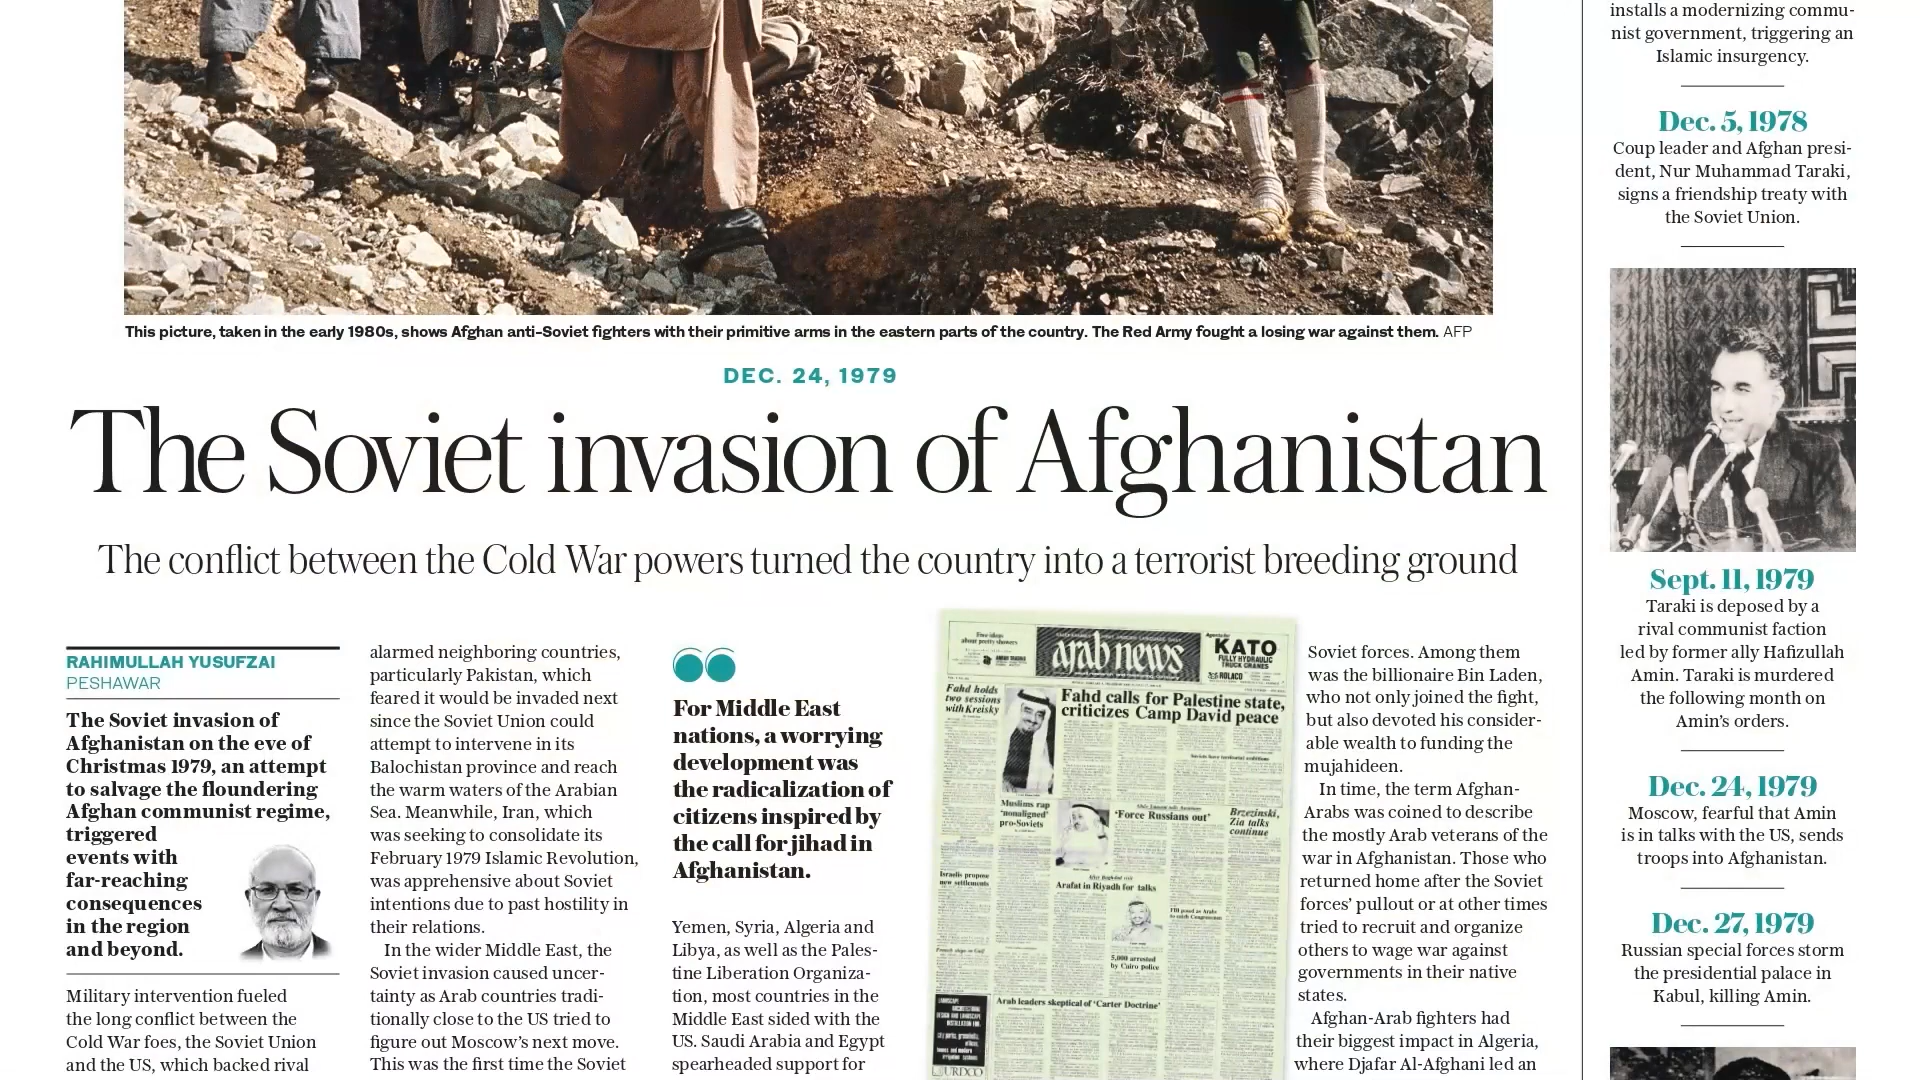 This picture, taken in the early 1980s, shows Afghan anti-Soviet fighters with their primitive arms in the eastern parts of the country. The Red Army fought a losing war against them. AFP
DEC. 24, 1979
The Soviet invasion of Afghanistan
The conflict between the Cold War powers turned the country into a terrorist breeding ground
RAHIMULLAH YUSUFZAI
PESHAWAR
The Soviet invasion of
Afghanistan on the eve of
Christmas 1979, an attempt
to salvage the floundering
Afghan communist regime,
triggered
events with
far-reaching
consequences
in the region
and beyond.
Military intervention fueled
the long conflict between the
Cold War foes, the Soviet Union
and the US, which backed rival
alarmed neighboring countries,
particularly Pakistan, which
feared it would be invaded next
since the Soviet Union could
attempt to intervene in its
Balochistan province and reach
the warm waters of the Arabian
Sea. Meanwhile, Iran, which
was seeking to consolidate its
February 1979 Islamic Revolution,
was apprehensive about Soviet
intentions due to past hostility in
their relations.
In the wider Middle East, the
Soviet invasion caused uncer-
tainty as Arab countries tradi-
tionally close to the US tried to
figure out Moscow's next move.
This was the first time the Soviet
For Middle East
nations, a worrying
development was
the radicalization of
citizens inspired by
the call for jihad in
Afghanistan.
Yemen, Syria, Algeria and
Libya, as well as the Pales-
tine Liberation Organiza-
tion, most countries in the
Middle East sided with the
US. Saudi Arabia and Egypt
spearheaded support for
Free ideas
about pretty showers
arab news
Agents for
KATO
FULLY HYDRAULIC
TRUCK CRANES
ROLACO
Fahd holds
two sessions
with Kreisky
Fahd calls for Palestine state,
criticizes Camp David peace
Muslims rap
'nonaligned'
pro-Soviets
'Force Russians out'
Brzezinski,
Zia talks
continue
Israelis propose
new settlements
After Baghdad visit
Arafat in Riyadh for talks
5,000 arrested
by Cairo police
Arab leaders skeptical of 'Carter Doctrine'
URDCO
Soviet forces. Among them
was the billionaire Bin Laden,
who not only joined the fight,
but also devoted his consider-
able wealth to funding the
mujahideen.
In time, the term Afghan-
Arabs was coined to describe
the mostly Arab veterans of the
war in Afghanistan. Those who
returned home after the Soviet
forces' pullout or at other times
tried to recruit and organize
others to wage war against
governments in their native
states.
Afghan-Arab fighters had
their biggest impact in Algeria,
where Djafar Al-Afghani led an
installs a modernizing commu-
nist government, triggering an
Islamic insurgency.
Dec. 5, 1978
Coup leader and Afghan presi-
dent, Nur Muhammad Taraki,
signs a friendship treaty with
the Soviet Union.
Sept. 11, 1979
Taraki is deposed by a
rival communist faction
led by former ally Hafizullah
Amin. Taraki is murdered
the following month on
Amin's orders.
Dec. 24, 1979
Moscow, fearful that Amin
is in talks with the US, sends
troops into Afghanistan.
Dec. 27, 1979
Russian special forces storm
the presidential palace in
Kabul, killing Amin.